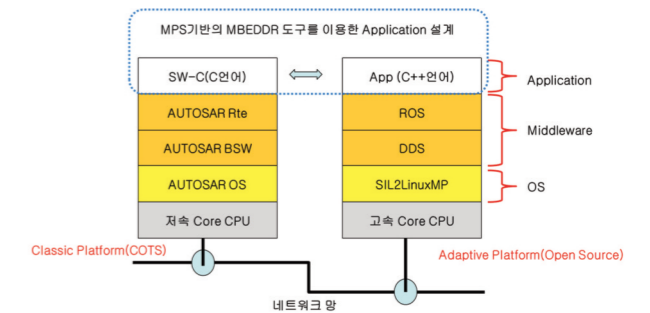 MPS기반의 MBEDDR 도구를 이용한 Application 설계
SW-C(C언어)
App (C++언어)
Application
AUTOSAR Rte
ROS
Middleware
AUTOSAR BSW
DDS
AUTOSAR OS
SIL2LinuxMP
OS
저속 Core CPU
고속 Core CPU
Classic Platform(COTS)
Adaptive Platform(Open Source)
네트워크 망